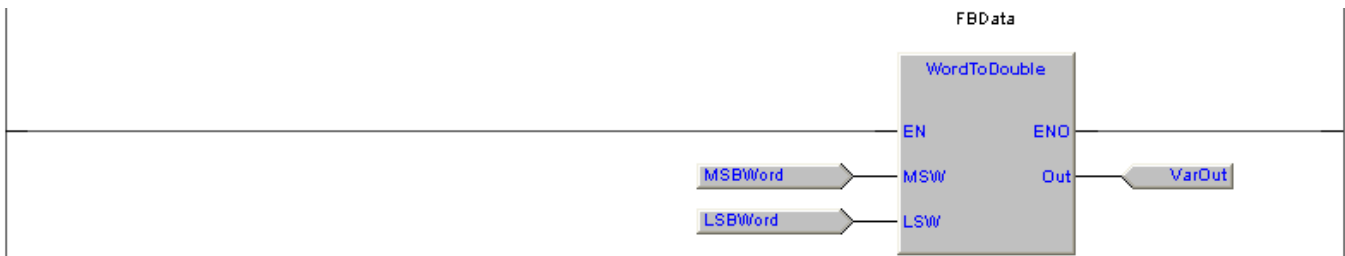 FBData
WordToDouble
EN ENO
MSBWord MSW Out VarOut
LSBWord LSW